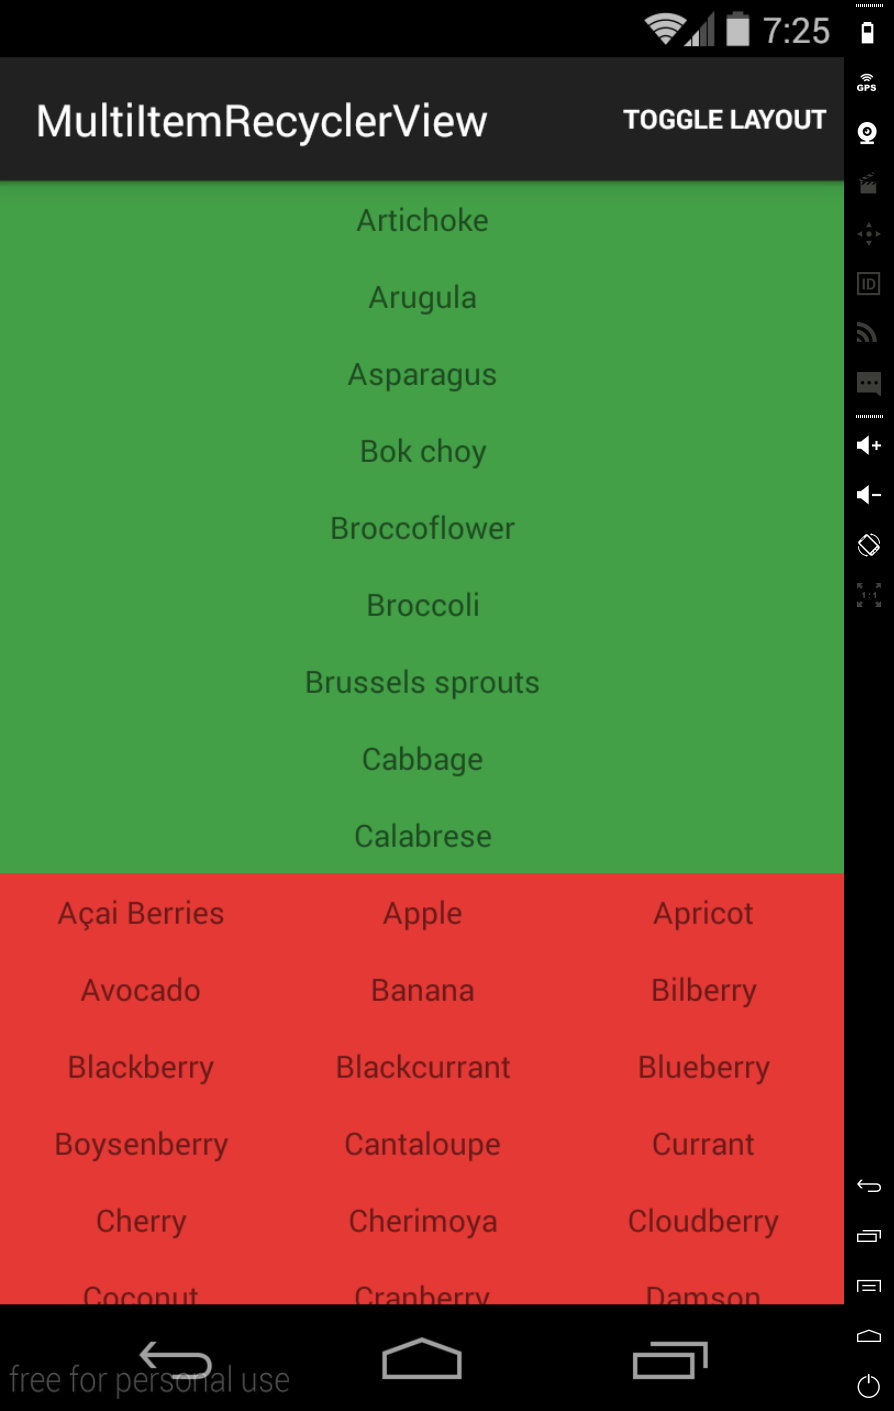 7:25
MultiItemRecyclerView TOGGLE LAYOUT
Artichoke
Arugula
Asparagus
Bok choy
Broccoflower
Broccoli
Brussels sprouts
Cabbage
Calabrese
Açai Berries Apple Apricot
Avocado Banana Bilberry
Blackberry Blackcurrant Blueberry
Boysenberry Cantaloupe Currant
Cherry Cherimoya Cloudberry
Coconut Cranberry Damson
free for personal use
GPS
ID
1:1